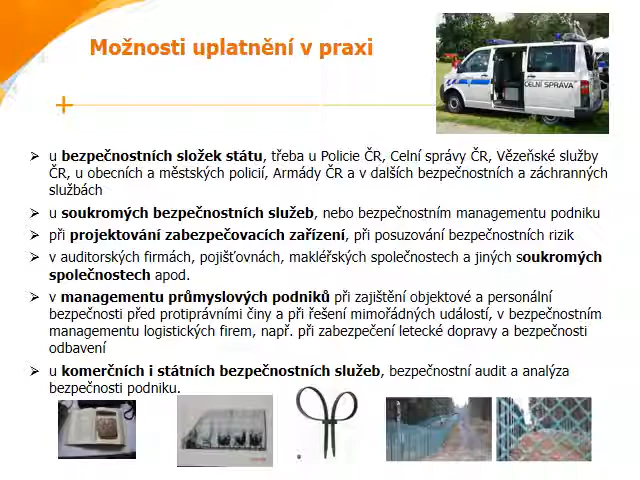 Možnosti uplatnění v praxi
CELNÍ SPRÁVA
u bezpečnostních složek státu, třeba u Policie ČR, Celní správy ČR, Vězeňské služby
ČR, u obecních a městských policií, Armády ČR a v dalších bezpečnostních a záchranných
službách
u soukromých bezpečnostních služeb, nebo bezpečnostním managementu podniku
při projektování zabezpečovacích zařízení, při posuzování bezpečnostních rizik
v auditorských firmách, pojišťovnách, makléřských společnostech a jiných soukromých
společnostech apod.
v managementu průmyslových podniků při zajištění objektové a personální
bezpečnosti před protiprávními činy a při řešení mimořádných událostí, v bezpečnostním
managementu logistických firem, např. při zabezpečení letecké dopravy a bezpečnosti
odbavení
u komerčních i státních bezpečnostních služeb, bezpečnostní audit a analýza
bezpečnosti podniku.